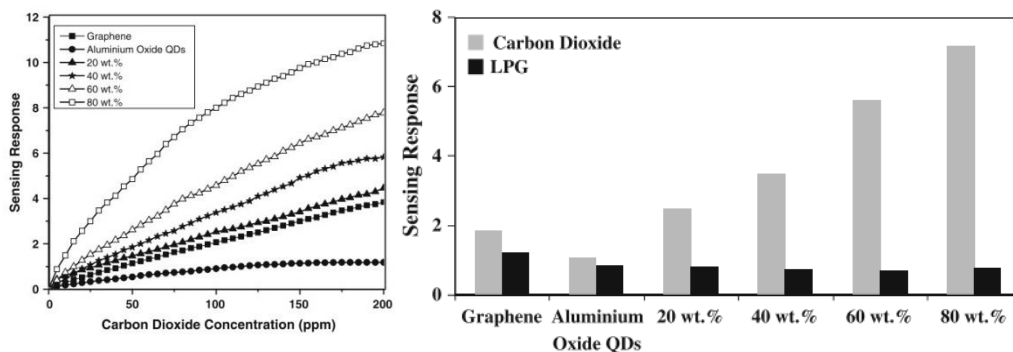 12
10
8
6
4
2
0
Sensing Response
Graphene
Aluminium Oxide QDs
20 wt.%
40 wt.%
60 wt.%
80 wt.%
0 50 100 150 200
Carbon Dioxide Concentration (ppm)
8
6
4
2
0
Sensing Response
Carbon Dioxide
LPG
Graphene Aluminium 20 wt.% 40 wt.% 60 wt.% 80 wt.%
Oxide QDs